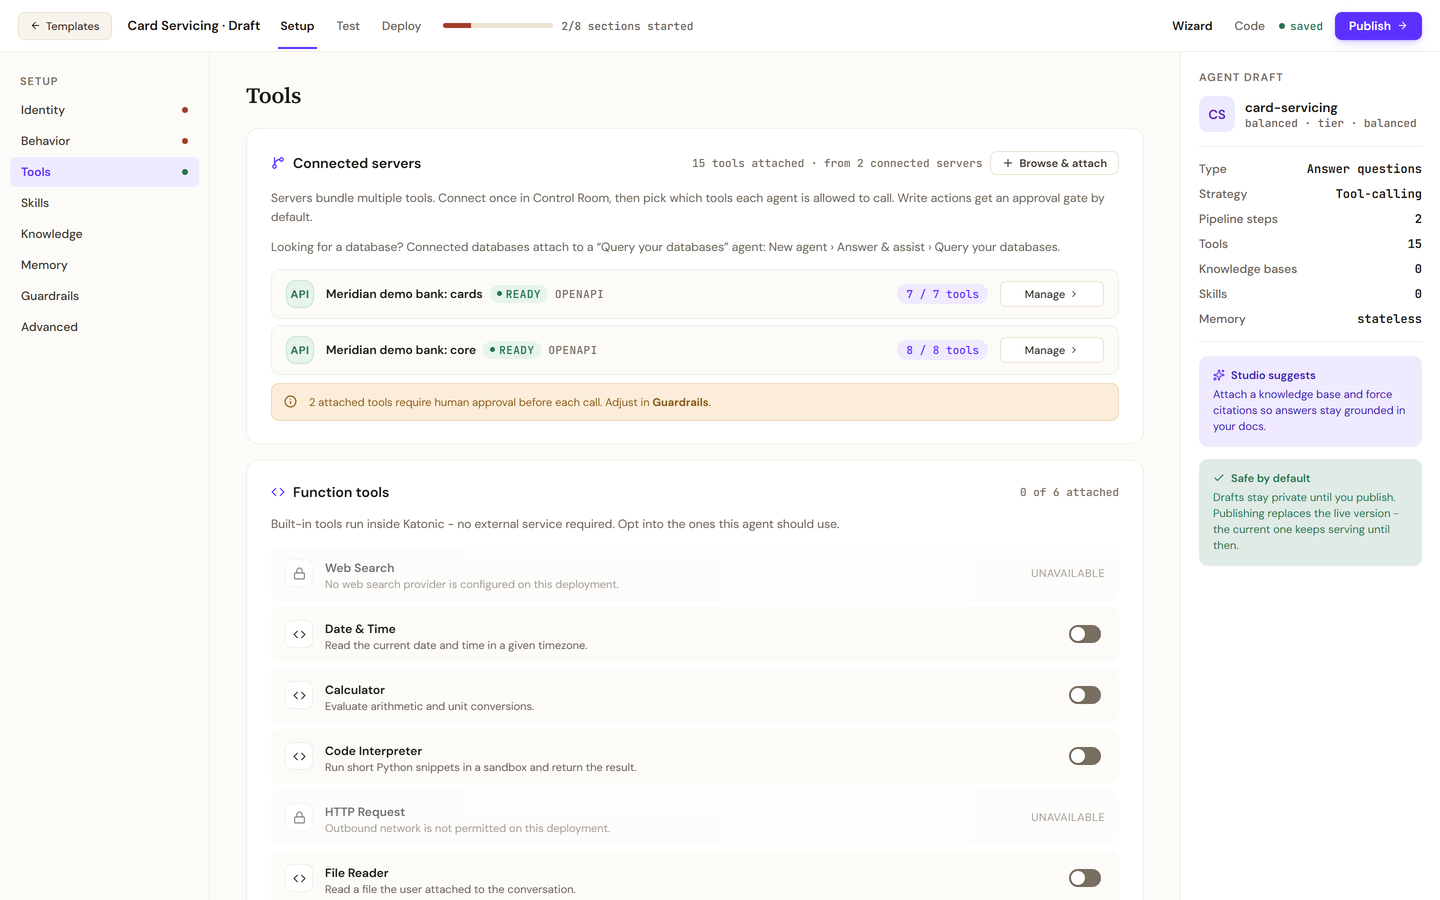 ← Templates
Card Servicing · Draft
Setup
Test
Deploy
2/8 sections started
Wizard
Code
saved
Publish →
SETUP
Identity
Behavior
Tools
Skills
Knowledge
Memory
Guardrails
Advanced
Tools
Connected servers
15 tools attached · from 2 connected servers
+ Browse & attach
Servers bundle multiple tools. Connect once in Control Room, then pick which tools each agent is allowed to call. Write actions get an approval gate by
default.
Looking for a database? Connected databases attach to a “Query your databases” agent: New agent › Answer & assist › Query your databases.
API
Meridian demo bank: cards
READY
OPENAPI
7 / 7 tools
Manage ›
API
Meridian demo bank: core
READY
OPENAPI
8 / 8 tools
Manage ›
2 attached tools require human approval before each call. Adjust in Guardrails.
Function tools
0 of 6 attached
Built-in tools run inside Katonic – no external service required. Opt into the ones this agent should use.
Web Search
No web search provider is configured on this deployment.
UNAVAILABLE
Date & Time
Read the current date and time in a given timezone.
Calculator
Evaluate arithmetic and unit conversions.
Code Interpreter
Run short Python snippets in a sandbox and return the result.
HTTP Request
Outbound network is not permitted on this deployment.
UNAVAILABLE
File Reader
Read a file the user attached to the conversation.
AGENT DRAFT
CS
card-servicing
balanced · tier · balanced
Type
Answer questions
Strategy
Tool-calling
Pipeline steps
2
Tools
15
Knowledge bases
0
Skills
0
Memory
stateless
Studio suggests
Attach a knowledge base and force
citations so answers stay grounded in
your docs.
Safe by default
Drafts stay private until you publish.
Publishing replaces the live version –
the current one keeps serving until
then.